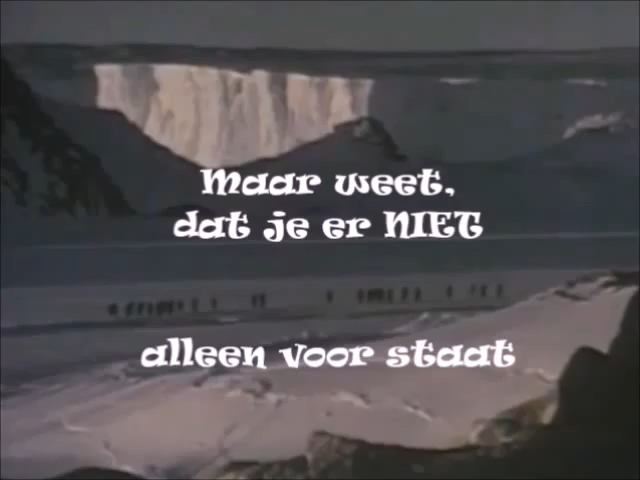 Maar weet,
dat je er NIET
alleen voor staat